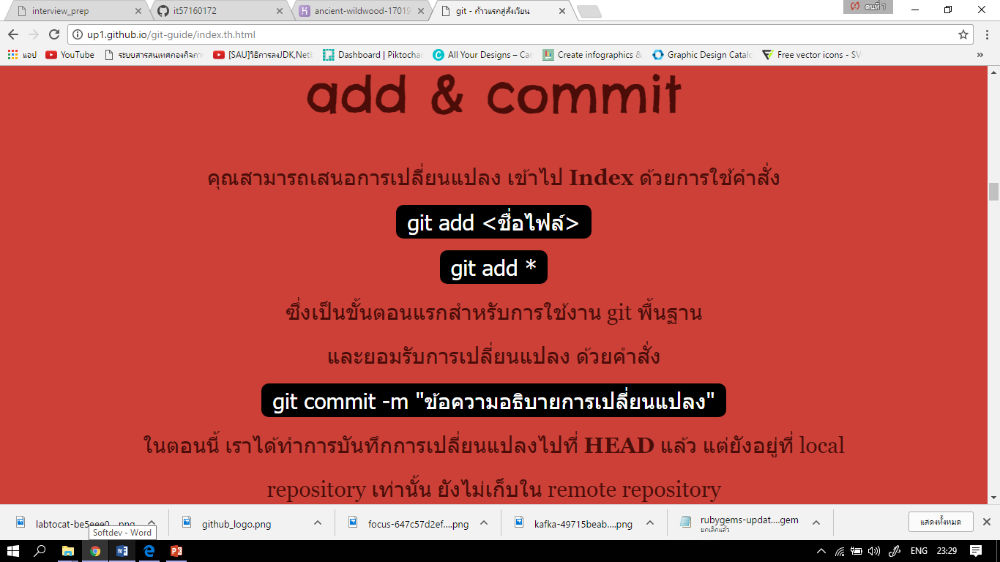 interview_prep
it57160172
ancient-wildwood-17019
git - ก้าวแรกสู่สังเวียน
คนที่ 1
up1.github.io/git-guide/index.th.html
แอป
YouTube
ระบบสารสนเทศกองกิจกา
[SAU]วิธีการลงJDK,Netb
Dashboard | Piktochar
All Your Designs – Can
Create infographics &
Graphic Design Catalo
Free vector icons - SV
»
add & commit
คุณสามารถเสนอการเปลี่ยนแปลง เข้าไป Index ด้วยการใช้คำสั่ง
git add <ชื่อไฟล์>
git add *
ซึ่งเป็นขั้นตอนแรกสำหรับการใช้งาน git พื้นฐาน
และยอมรับการเปลี่ยนแปลง ด้วยคำสั่ง
git commit -m "ข้อความอธิบายการเปลี่ยนแปลง"
ในตอนนี้ เราได้ทำการบันทึกการเปลี่ยนแปลงไปที่ HEAD แล้ว แต่ยังอยู่ที่ local
repository เท่านั้น ยังไม่เก็บใน remote repository
labtocat-be5eee0....png
github_logo.png
focus-647c57d2ef....png
kafka-49715beab....png
rubygems-updat....gem
ยกเลิกแล้ว
แสดงทั้งหมด
Softdev - Word
ENG
23:29